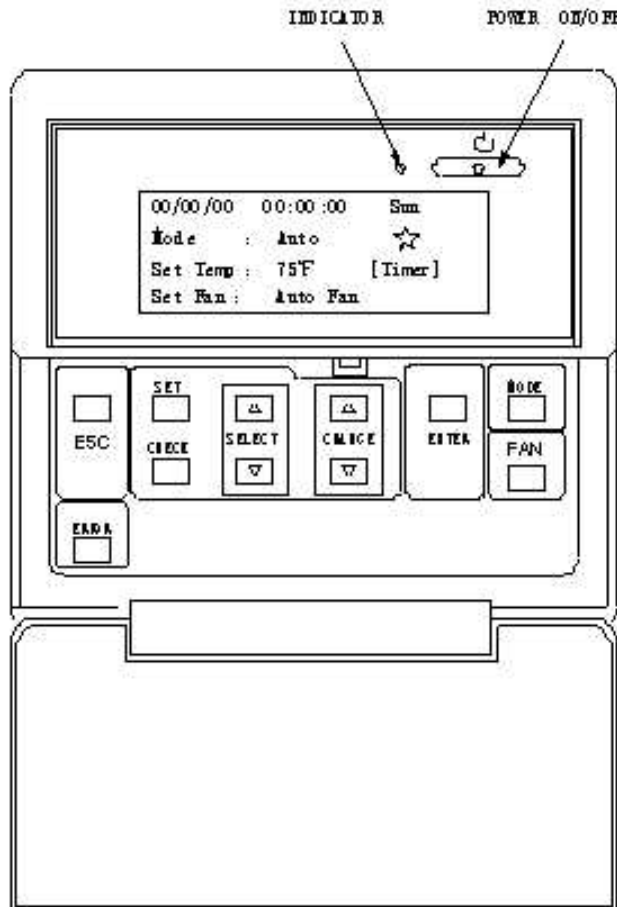 INDICATOR POWER ON/OFF
00/00/00 00:00:00 Sun
Mode : Auto
Set Temp : 75°F [Timer]
Set Fan : Auto Fan
SET MODE
ESC CHECK SELECT CHANGE ENTER FAN
ERROR